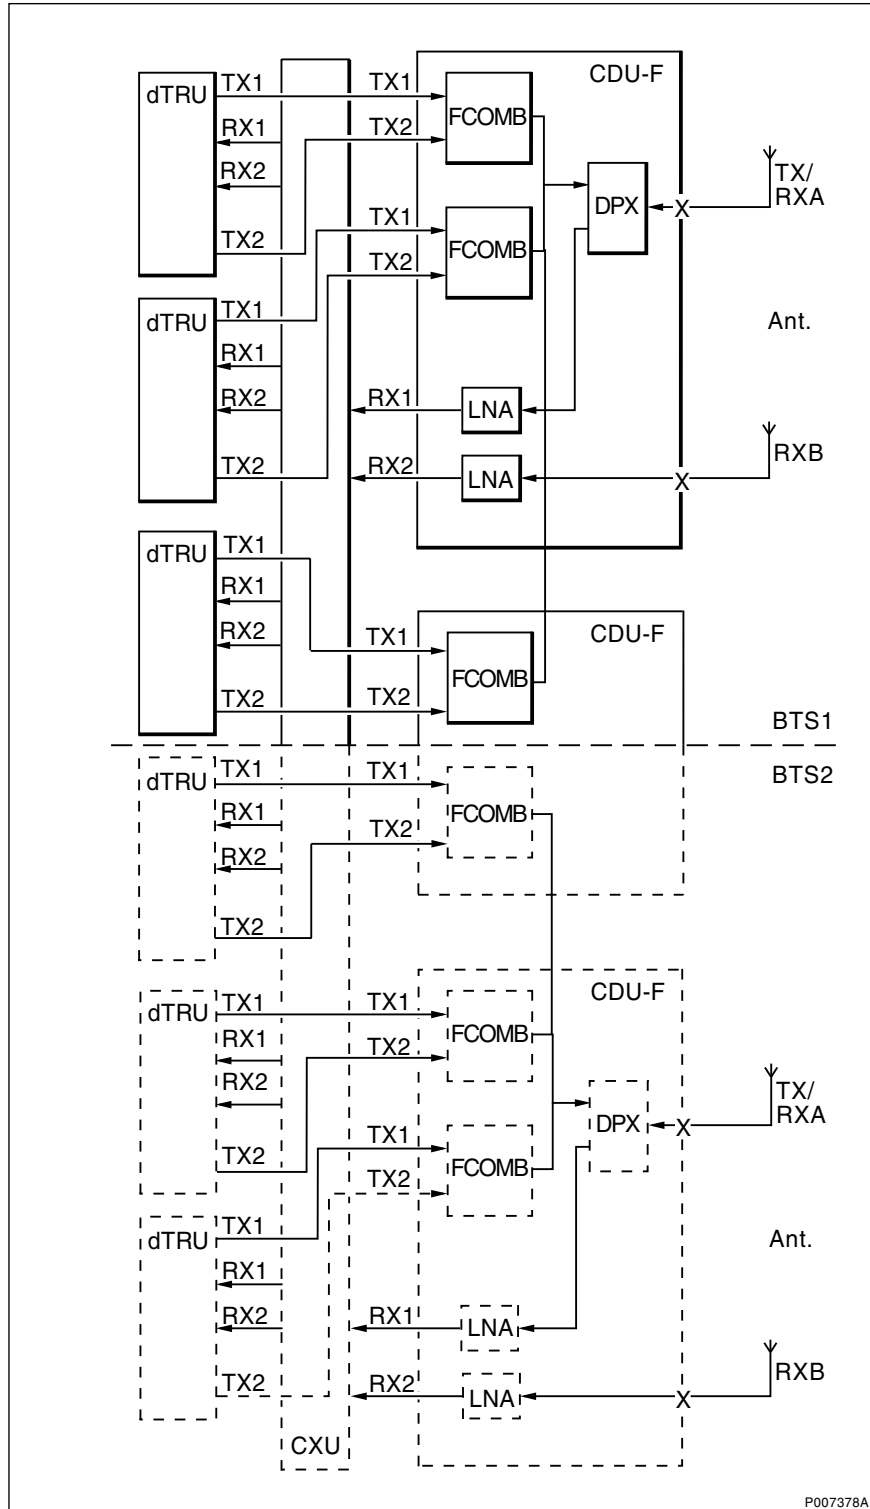 TX1 TX1 CDU-F
dTRU FCOMB
RX1 TX2
RX2 TX/
DPX RXA
TX1
TX2 FCOMB TX2
TX1
dTRU Ant.
RX1
RX2 RX1 LNA
RXB
TX2 RX2 LNA
TX1
dTRU
RX1
RX2 TX1 CDU-F
FCOMB
TX2 TX2
BTS1
TX1 TX1 BTS2
dTRU
RX1 FCOMB
TX2
RX2
TX2
TX1 TX1 CDU-F
dTRU
RX1 FCOMB
TX2
RX2 TX/
RXA
DPX
TX1
TX2 FCOMB
TX2
TX1
dTRU Ant.
RX1
RX2 RX1 LNA
RXB
TX2 RX2 LNA
CXU
X
X
X
X
P007378A